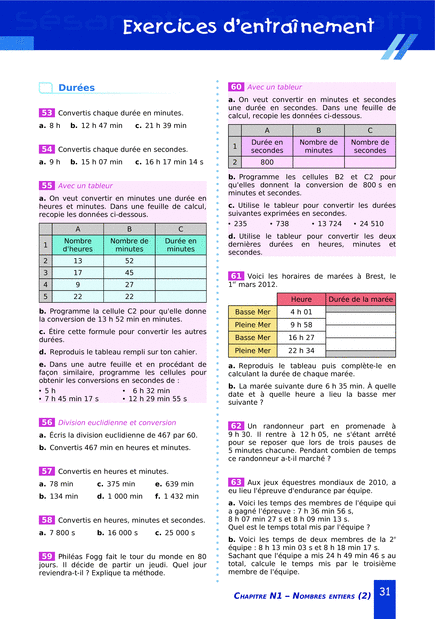 Exercices d'entraînement
Durées
53 Convertis chaque durée en minutes.
a. 8 h b. 12 h 47 min c. 21 h 39 min
54 Convertis chaque durée en secondes.
a. 9 h b. 15 h 07 min c. 16 h 17 min 14 s
55 Avec un tableur
a. On veut convertir en minutes une durée en
heures et minutes. Dans une feuille de calcul,
recopie les données ci-dessous.
A B C
1 Nombre d'heures Nombre de minutes Durée en minutes
2 13 52
3 17 45
4 9 27
5 22 22
b. Programme la cellule C2 pour qu'elle donne
la conversion de 13 h 52 min en minutes.
c. Étire cette formule pour convertir les autres
durées.
d. Reproduis le tableau rempli sur ton cahier.
e. Dans une autre feuille et en procédant de
façon similaire, programme les cellules pour
obtenir les conversions en secondes de :
• 5 h • 6 h 32 min
• 7 h 45 min 17 s • 12 h 29 min 55 s
56 Division euclidienne et conversion
a. Écris la division euclidienne de 467 par 60.
b. Convertis 467 min en heures et minutes.
57 Convertis en heures et minutes.
a. 78 min c. 375 min e. 639 min
b. 134 min d. 1 000 min f. 1 432 min
58 Convertis en heures, minutes et secondes.
a. 7 800 s b. 16 000 s c. 25 000 s
59 Philéas Fogg fait le tour du monde en 80
jours. Il décide de partir un jeudi. Quel jour
reviendra-t-il ? Explique ta méthode.
60 Avec un tableur
a. On veut convertir en minutes et secondes
une durée en secondes. Dans une feuille de
calcul, recopie les données ci-dessous.
A B C
1 Durée en secondes Nombre de minutes Nombre de secondes
2 800
b. Programme les cellules B2 et C2 pour
qu'elles donnent la conversion de 800 s en
minutes et secondes.
c. Utilise le tableur pour convertir les durées
suivantes exprimées en secondes.
• 235 • 738 • 13 724 • 24 510
d. Utilise le tableur pour convertir les deux
dernières durées en heures, minutes et
secondes.
61 Voici les horaires de marées à Brest, le
1er mars 2012.
Heure Durée de la marée
Basse Mer 4 h 01
Pleine Mer 9 h 58
Basse Mer 16 h 27
Pleine Mer 22 h 34
a. Reproduis le tableau puis complète-le en
calculant la durée de chaque marée.
b. La marée suivante dure 6 h 35 min. À quelle
date et à quelle heure a lieu la basse mer
suivante ?
62 Un randonneur part en promenade à
9 h 30. Il rentre à 12 h 05, ne s'étant arrêté
pour se reposer que lors de trois pauses de
5 minutes chacune. Pendant combien de temps
ce randonneur a-t-il marché ?
63 Aux jeux équestres mondiaux de 2010, a
eu lieu l'épreuve d'endurance par équipe.
a. Voici les temps des membres de l'équipe qui
a gagné l'épreuve : 7 h 36 min 56 s,
8 h 07 min 27 s et 8 h 09 min 13 s.
Quel est le temps total mis par l'équipe ?
b. Voici le temps de deux membres de la 2e
équipe : 8 h 13 min 03 s et 8 h 18 min 17 s.
Sachant que l'équipe a mis 24 h 49 min 46 s au
total, calcule le temps mis par le troisième
membre de l'équipe.
CHAPITRE N1 – NOMBRES ENTIERS (2) 31